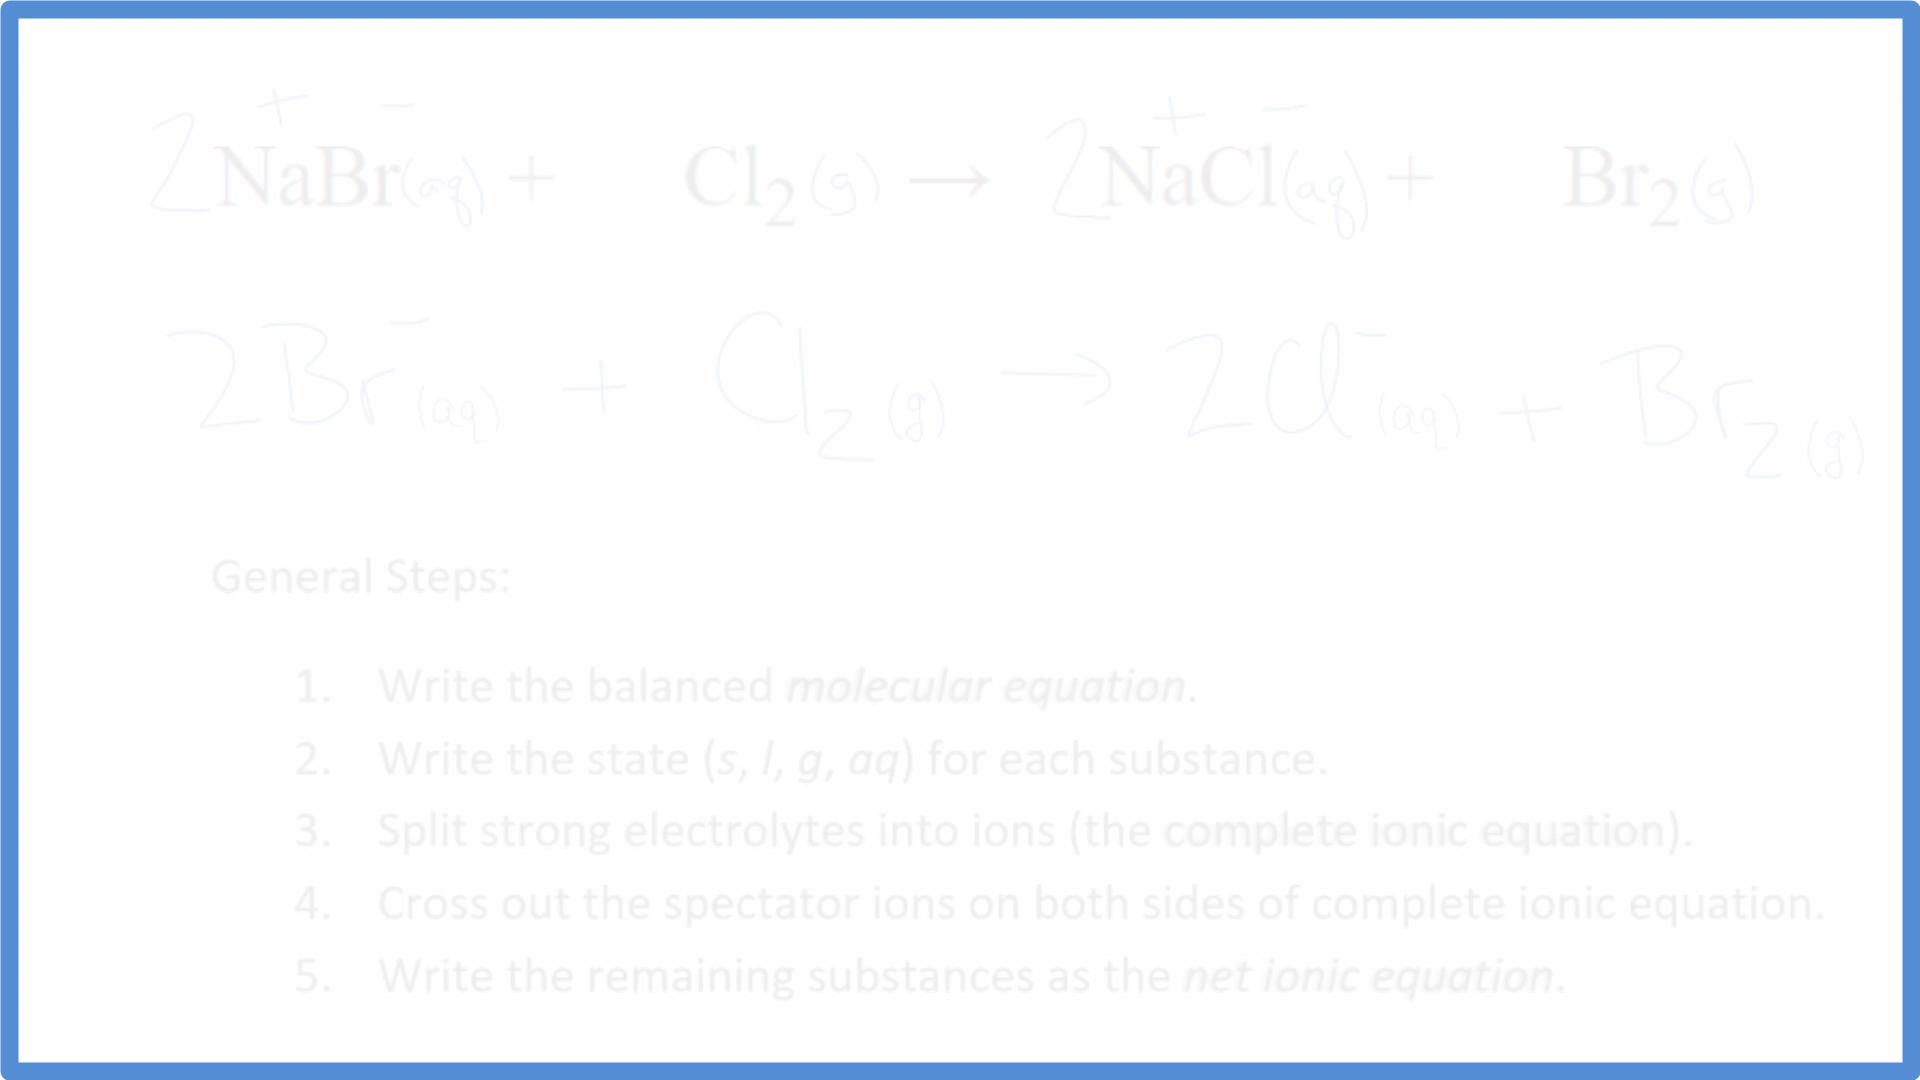 2NaBr(aq) + Cl₂(g) → 2NaCl(aq) + Br₂(g)
2Br⁻(aq) + Cl₂(g) → 2Cl⁻(aq) + Br₂(g)
General Steps:
1. Write the balanced molecular equation.
2. Write the state (s, l, g, aq) for each substance.
3. Split strong electrolytes into ions (the complete ionic equation).
4. Cross out the spectator ions on both sides of complete ionic equation.
5. Write the remaining substances as the net ionic equation.